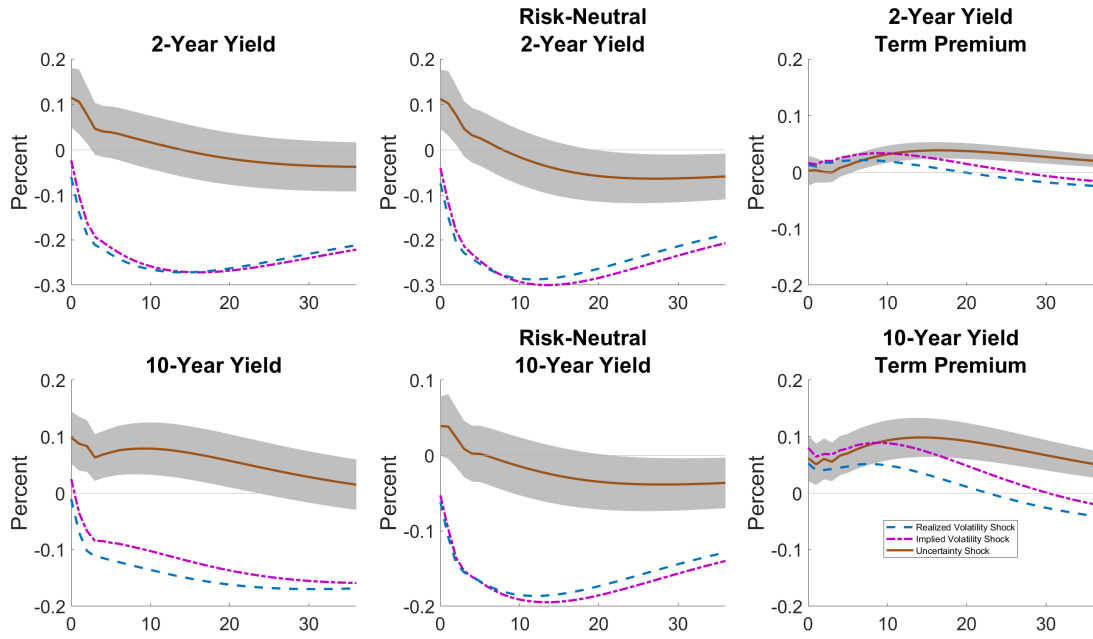 2-Year Yield
Percent
0.2
0.1
0
-0.1
-0.2
-0.3
0
10
20
30
Risk-Neutral
2-Year Yield
Percent
0.2
0.1
0
-0.1
-0.2
-0.3
0
10
20
30
2-Year Yield
Term Premium
Percent
0.2
0.1
0
-0.1
-0.2
0
10
20
30
10-Year Yield
Percent
0.2
0.1
0
-0.1
-0.2
0
10
20
30
Risk-Neutral
10-Year Yield
Percent
0.1
0
-0.1
-0.2
0
10
20
30
10-Year Yield
Term Premium
Percent
0.2
0.1
0
-0.1
-0.2
0
10
20
30
Realized Volatility Shock
Implied Volatility Shock
Uncertainty Shock